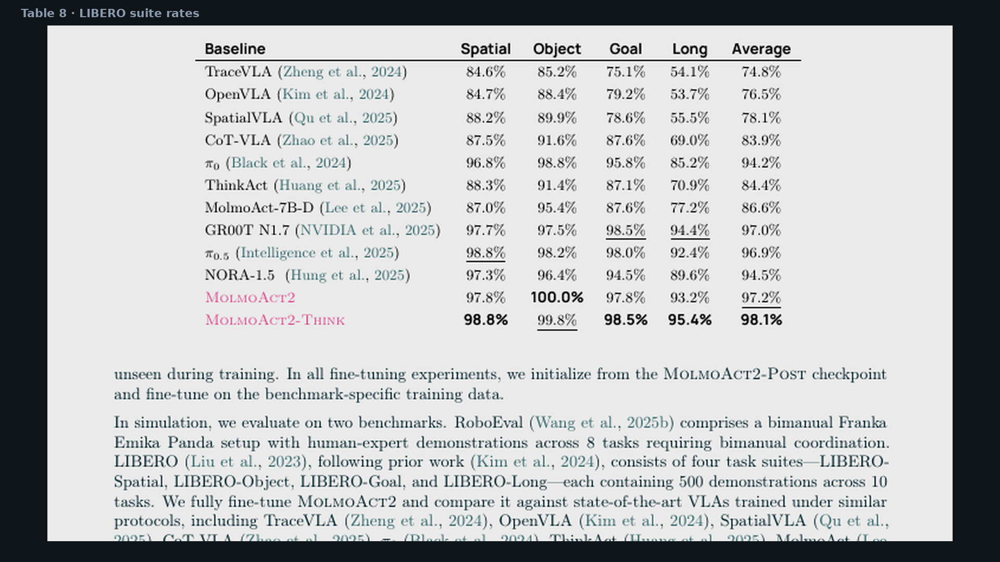 Table 8 · LIBERO suite rates
Baseline Spatial Object Goal Long Average
TraceVLA (Zheng et al., 2024) 84.6% 85.2% 75.1% 54.1% 74.8%
OpenVLA (Kim et al., 2024) 84.7% 88.4% 79.2% 53.7% 76.5%
SpatialVLA (Qu et al., 2025) 88.2% 89.9% 78.6% 55.5% 78.1%
CoT-VLA (Zhao et al., 2025) 87.5% 91.6% 87.6% 69.0% 83.9%
π0 (Black et al., 2024) 96.8% 98.8% 95.8% 85.2% 94.2%
ThinkAct (Huang et al., 2025) 88.3% 91.4% 87.1% 70.9% 84.4%
MolmoAct-7B-D (Lee et al., 2025) 87.0% 95.4% 87.6% 77.2% 86.6%
GR00T N1.7 (NVIDIA et al., 2025) 97.7% 97.5% 98.5% 94.4% 97.0%
π0.5 (Intelligence et al., 2025) 98.8% 98.2% 98.0% 92.4% 96.9%
NORA-1.5 (Hung et al., 2025) 97.3% 96.4% 94.5% 89.6% 94.5%
MolmoAct2 97.8% 100.0% 97.8% 93.2% 97.2%
MolmoAct2-Think 98.8% 99.8% 98.5% 95.4% 98.1%
unseen during training. In all fine-tuning experiments, we initialize from the MolmoAct2-Post checkpoint
and fine-tune on the benchmark-specific training data.
In simulation, we evaluate on two benchmarks. RoboEval (Wang et al., 2025b) comprises a bimanual Franka
Emika Panda setup with human-expert demonstrations across 8 tasks requiring bimanual coordination.
LIBERO (Liu et al., 2023), following prior work (Kim et al., 2024), consists of four task suites—LIBERO-
Spatial, LIBERO-Object, LIBERO-Goal, and LIBERO-Long—each containing 500 demonstrations across 10
tasks. We fully fine-tune MolmoAct2 and compare it against state-of-the-art VLAs trained under similar
protocols, including TraceVLA (Zheng et al., 2024), OpenVLA (Kim et al., 2024), SpatialVLA (Qu et al.,
2025), CoT-VLA (Zhao et al., 2025), (Black et al., 2024), ThinkAct (Huang et al., 2025), MolmoAct (Lee